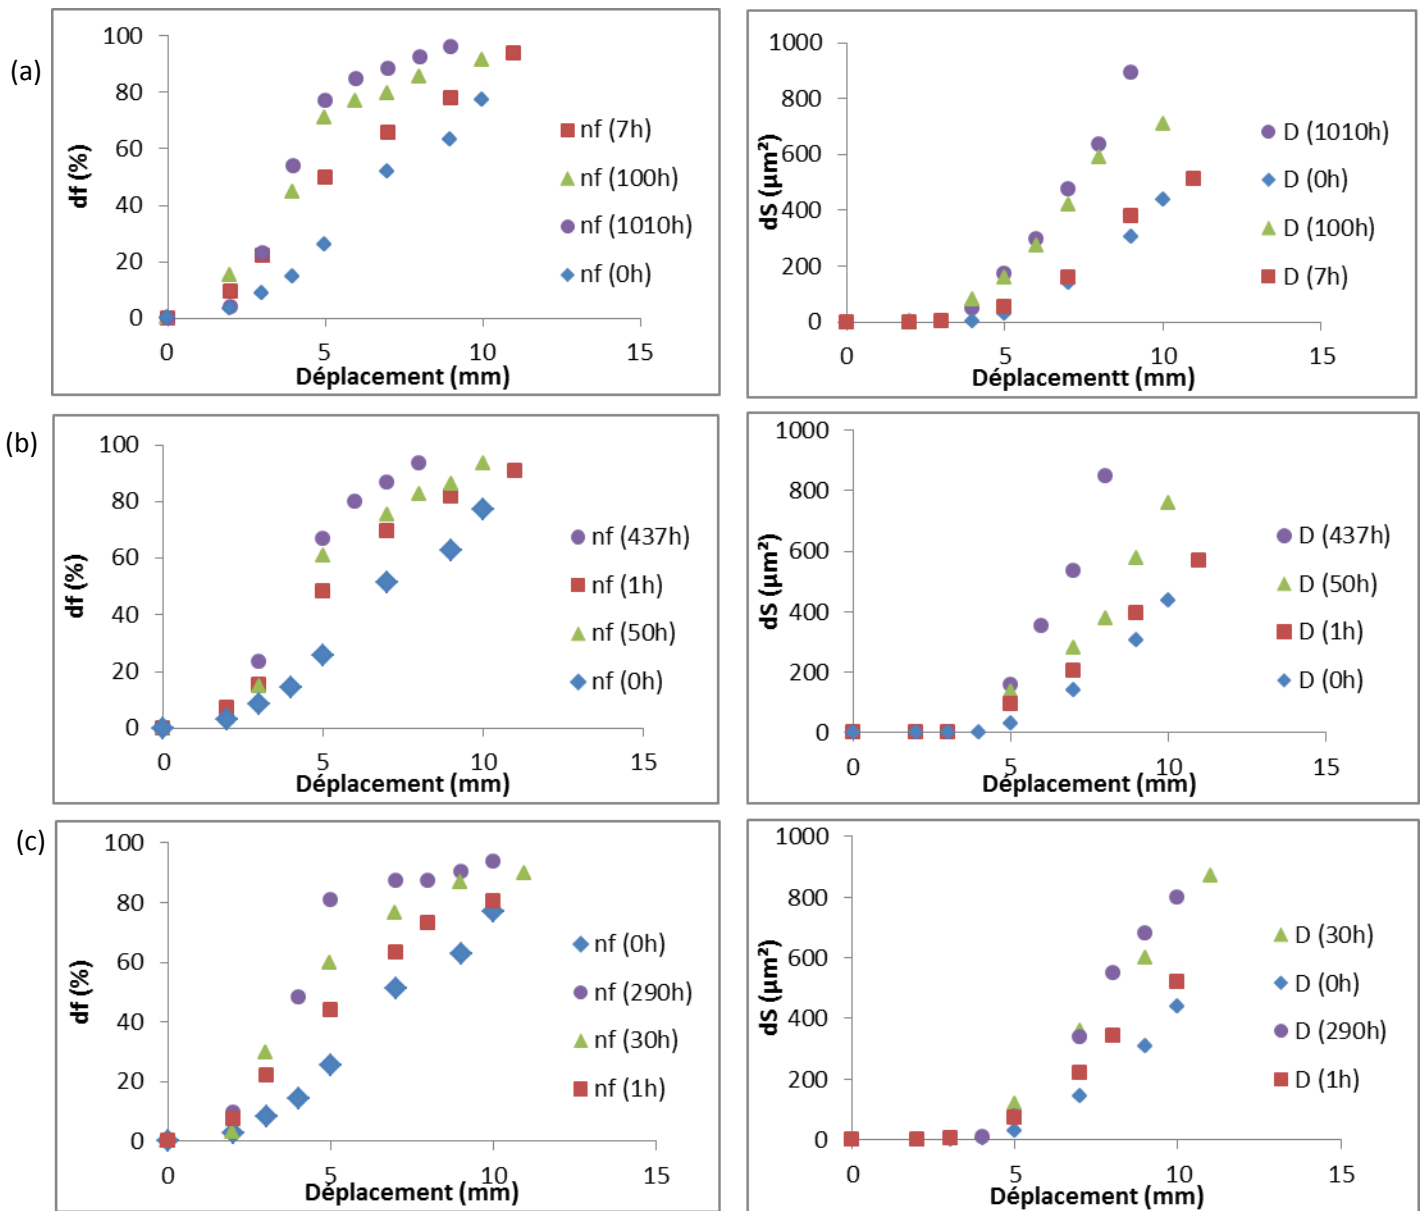 (a)
df (%)
100
80
60
40
20
0
0 5 10 15
Déplacement (mm)
nf (7h)
nf (100h)
nf (1010h)
nf (0h)
dS (µm²)
1000
800
600
400
200
0
0 5 10 15
Déplacementt (mm)
D (1010h)
D (0h)
D (100h)
D (7h)
(b)
df (%)
100
80
60
40
20
0
0 5 10 15
Déplacement (mm)
nf (437h)
nf (1h)
nf (50h)
nf (0h)
dS (µm²)
1000
800
600
400
200
0
0 5 10 15
Déplacement (mm)
D (437h)
D (50h)
D (1h)
D (0h)
(c)
df (%)
100
80
60
40
20
0
0 5 10 15
Déplacement (mm)
nf (0h)
nf (290h)
nf (30h)
nf (1h)
dS (µm²)
1000
800
600
400
200
0
0 5 10 15
Déplacement (mm)
D (30h)
D (0h)
D (290h)
D (1h)